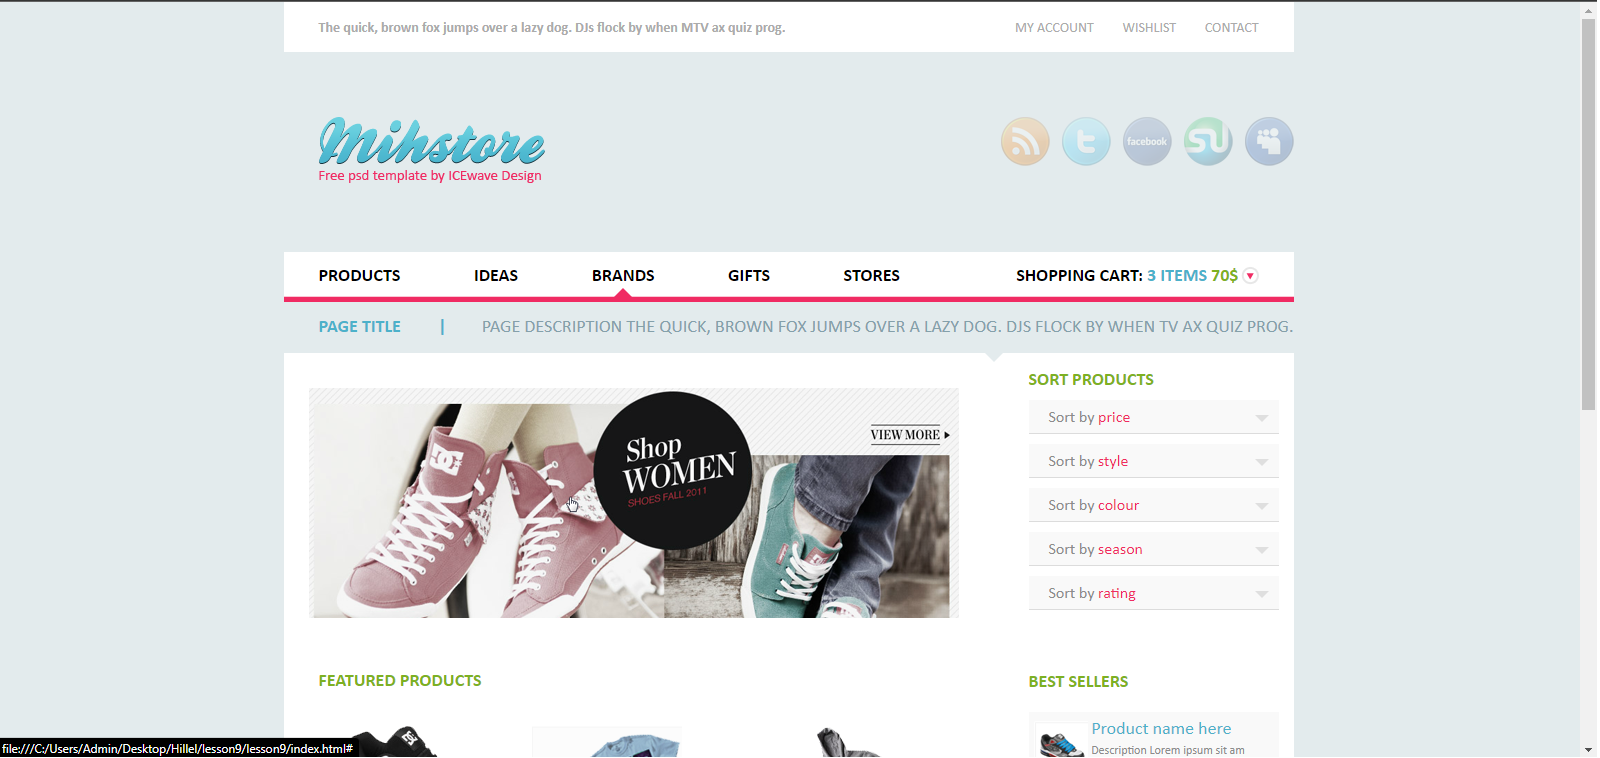 The quick, brown fox jumps over a lazy dog. DJs flock by when MTV ax quiz prog.
MY ACCOUNT WISHLIST CONTACT
Mihstore
Free psd template by ICEwave Design
facebook
SU
PRODUCTS IDEAS BRANDS GIFTS STORES SHOPPING CART: 3 ITEMS 70$
PAGE TITLE | PAGE DESCRIPTION THE QUICK, BROWN FOX JUMPS OVER A LAZY DOG. DJS FLOCK BY WHEN TV AX QUIZ PROG.
Shop
WOMEN
SHOES FALL 2011
VIEW MORE
SORT PRODUCTS
Sort by price
Sort by style
Sort by colour
Sort by season
Sort by rating
FEATURED PRODUCTS
BEST SELLERS
Product name here
Description Lorem ipsum sit am
file:///C:/Users/Admin/Desktop/Hillel/lesson9/lesson9/index.html#